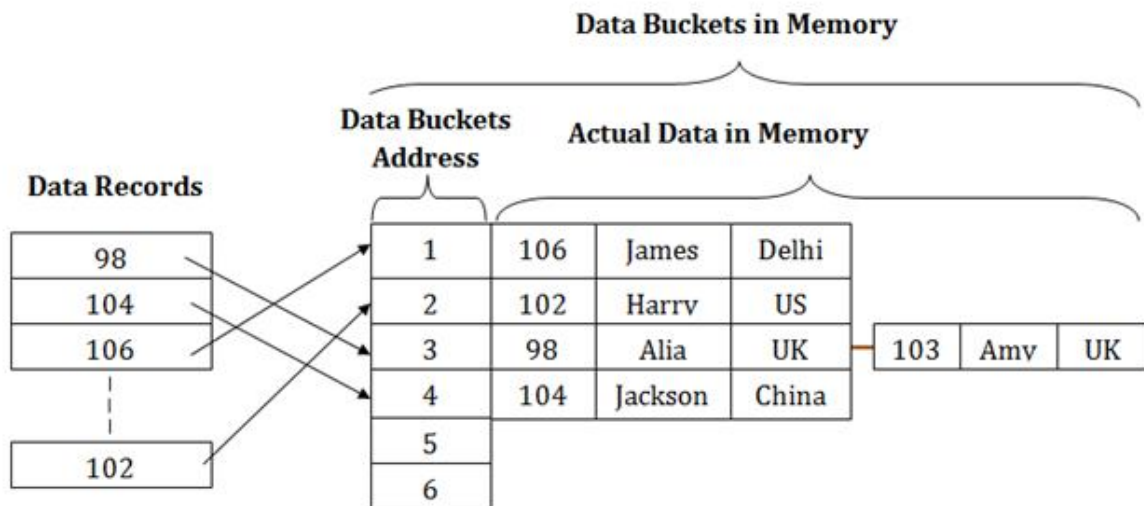 Data Buckets in Memory
Data Buckets
Address
Actual Data in Memory
Data Records
98
104
106
102
1 106 James Delhi
2 102 Harry US
3 98 Alia UK 103 Amy UK
4 104 Jackson China
5
6